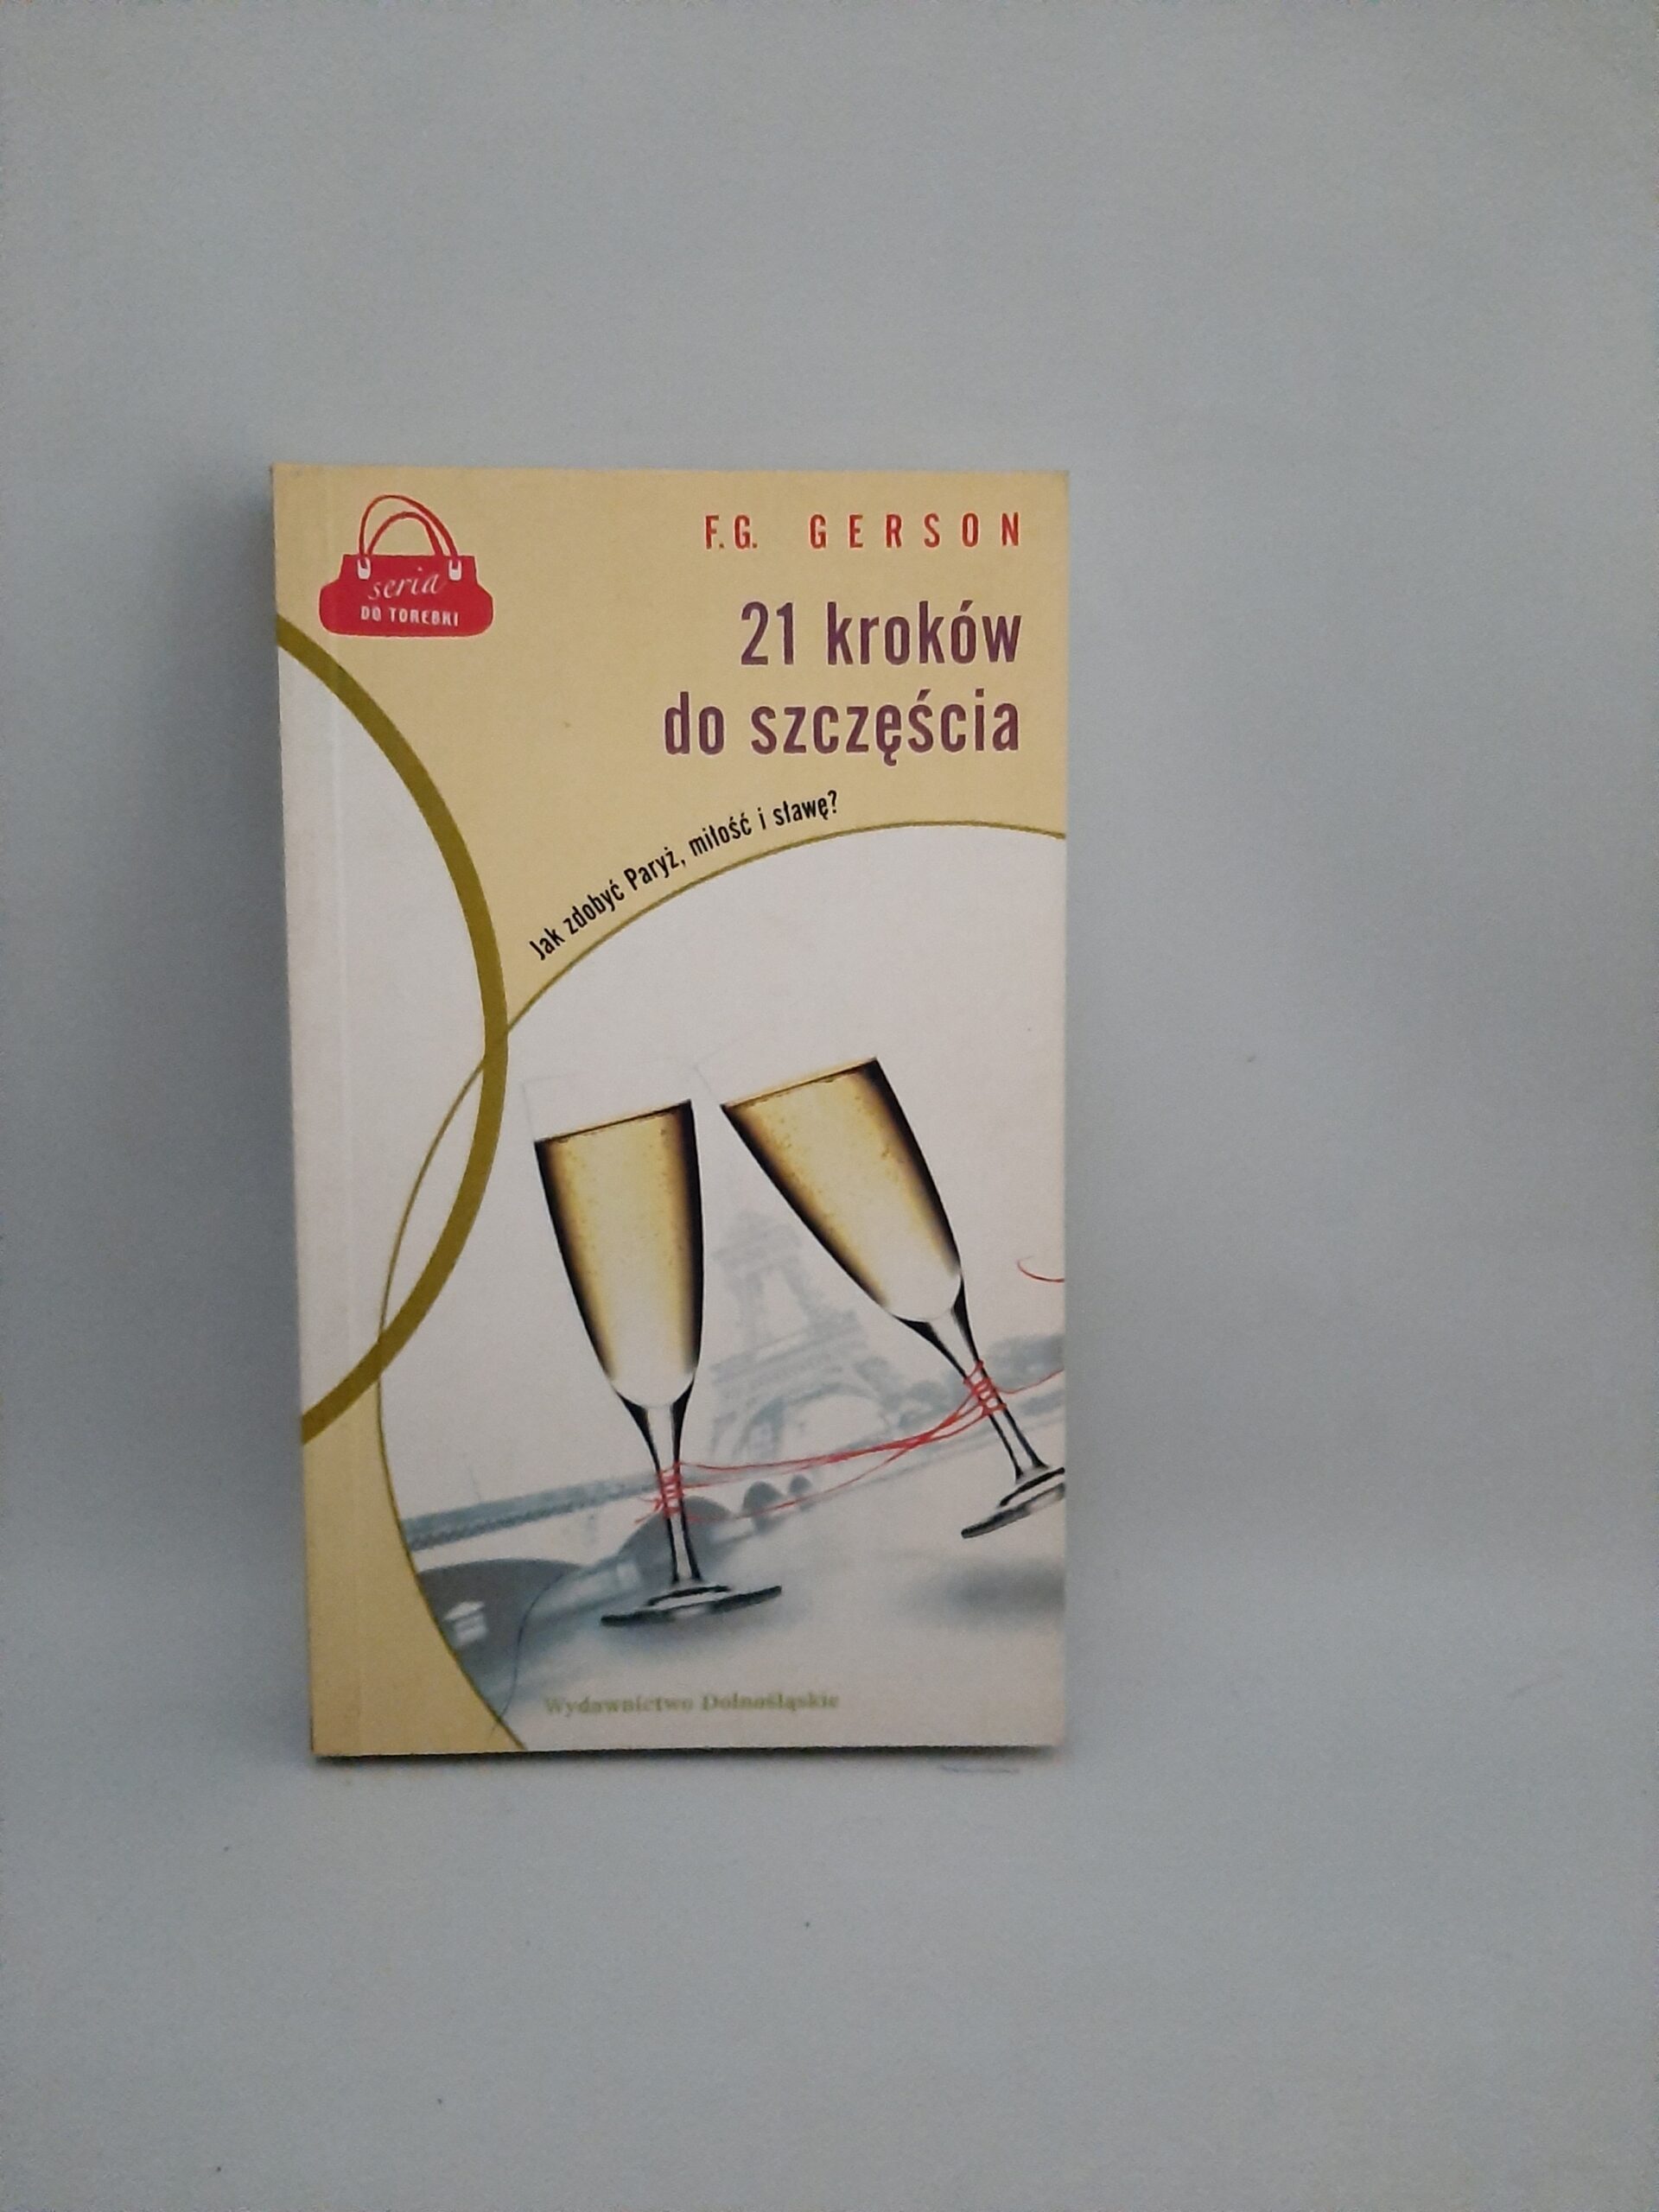 seria
DO TOREBKI
F.G. GERSON
21 kroków
do szczęścia
Jak zdobyć Paryż, miłość i sławę?
Wydawnictwo Dolnośląskie